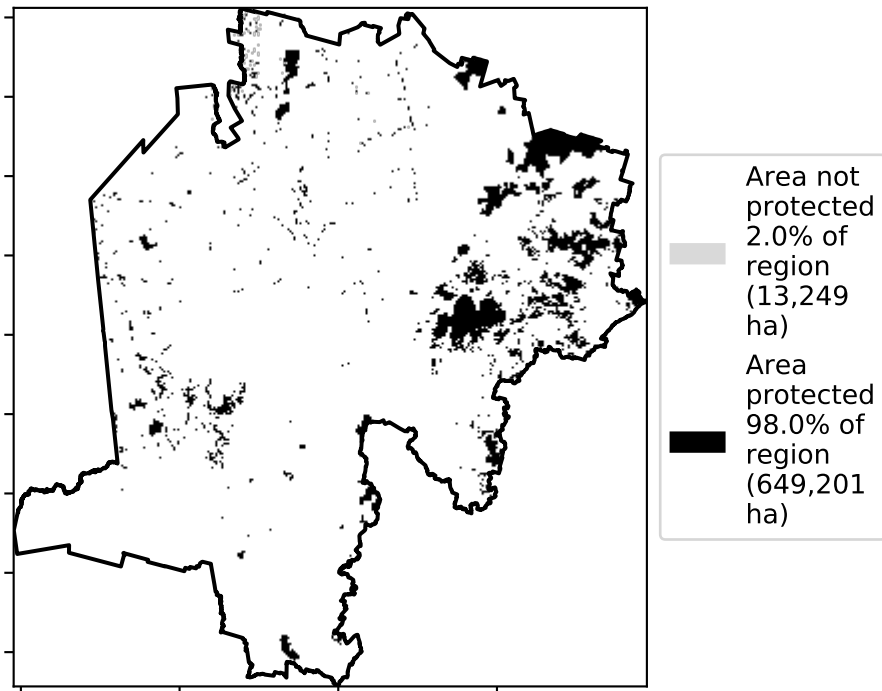 Area not
protected
2.0% of
region
(13,249
ha)
Area
protected
98.0% of
region
(649,201
ha)